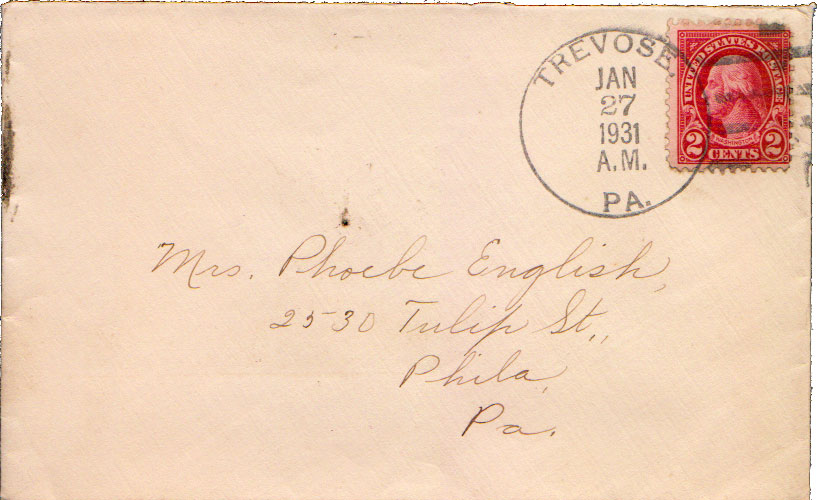 TREVOSE,
JAN
27
1931
A.M.
PA.
UNITED STATES POSTAGE
WASHINGTON
2 CENTS 2
Mrs. Phoebe English,
2530 Tulip St.,
Phila,
Pa.